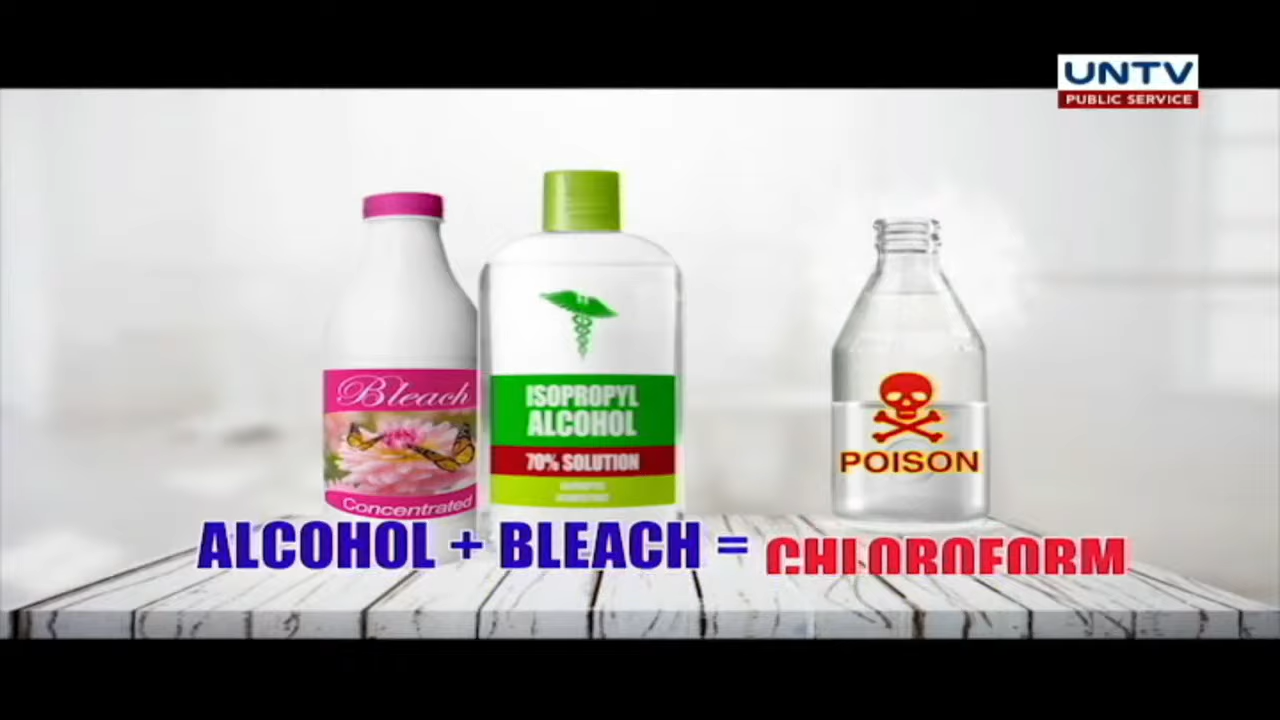 UNTV
PUBLIC SERVICE
Bleach
Concentrated
ISOPROPYL
ALCOHOL
70% SOLUTION
POISON
ALCOHOL + BLEACH = CHLOROFORM